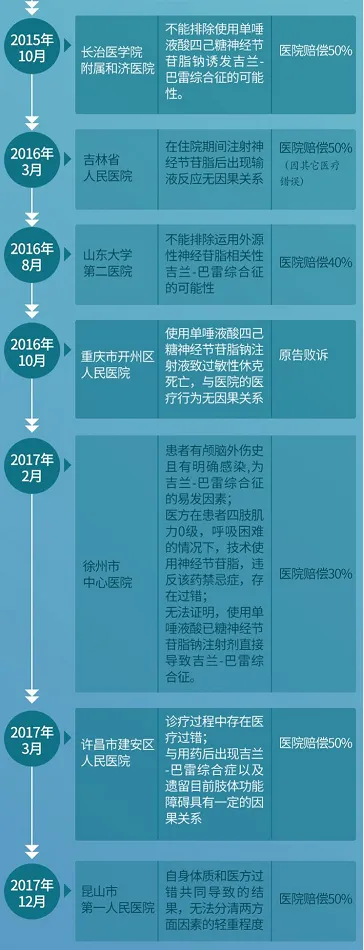 2015年
10月
长治医学院
附属和济医院
不能排除使用单唾
液酸四己糖神经节
苷脂钠诱发吉兰-
巴雷综合征的可能
性。
医院赔偿50%
2016年
3月
吉林省
人民医院
在住院期间注射神
经节苷脂后出现输
液反应无因果关系
医院赔偿50%
(因其它医疗
错误)
2016年
8月
山东大学
第二医院
不能排除运用外源
性神经苷脂相关性
吉兰-巴雷综合征
的可能性
医院赔偿40%
2016年
10月
重庆市开州区
人民医院
使用单唾液酸四己
糖神经节苷脂钠注
射液致过敏性休克
死亡，与医院的医
疗行为无因果关系
原告败诉
2017年
2月
徐州市
中心医院
患者有颅脑外伤史
且有明确感染,为
吉兰-巴雷综合征
的易发因素；
医方在患者四肢肌
力0级，呼吸困难
的情况下，技术使
用神经节苷脂，违
反该药禁忌症，存
在过错；
无法证明，使用单
唾液酸已糖神经节
苷脂钠注射剂直接
导致吉兰-巴雷综
合征。
医院赔偿30%
2017年
3月
许昌市建安区
人民医院
诊疗过程中存在医
疗过错；
与用药后出现吉兰
-巴雷综合症以及
遗留目前肢体功能
障碍具有一定的因
果关系
医院赔偿50%
2017年
12月
昆山市
第一人民医院
自身体质和医方过
错共同导致的结
果，无法分清两方
面因素的轻重程度
医院赔偿50%